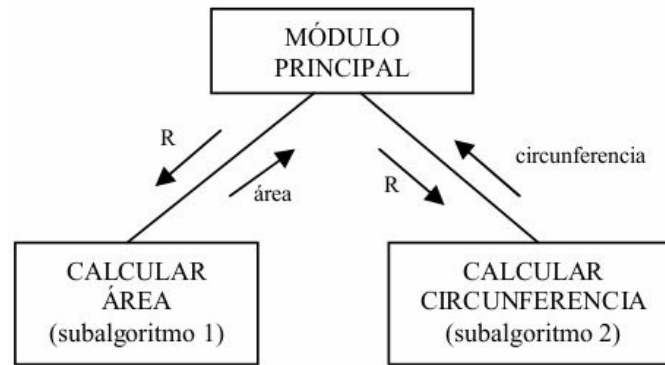 MÓDULO
PRINCIPAL
R
área
R
circunferencia
CALCULAR
ÁREA
(subalgoritmo 1)
CALCULAR
CIRCUNFERENCIA
(subalgoritmo 2)